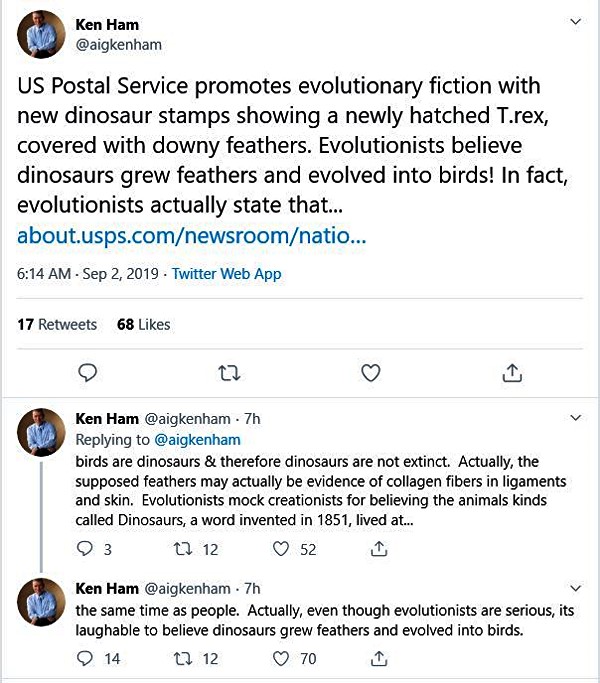 Ken Ham
@aigkenham
US Postal Service promotes evolutionary fiction with
new dinosaur stamps showing a newly hatched T.rex,
covered with downy feathers. Evolutionists believe
dinosaurs grew feathers and evolved into birds! In fact,
evolutionists actually state that...
about.usps.com/newsroom/natio...
6:14 AM · Sep 2, 2019 · Twitter Web App
17 Retweets 68 Likes
Ken Ham @aigkenham · 7h
Replying to @aigkenham
birds are dinosaurs & therefore dinosaurs are not extinct. Actually, the
supposed feathers may actually be evidence of collagen fibers in ligaments
and skin. Evolutionists mock creationists for believing the animals kinds
called Dinosaurs, a word invented in 1851, lived at...
3 12 52
Ken Ham @aigkenham · 7h
the same time as people. Actually, even though evolutionists are serious, its
laughable to believe dinosaurs grew feathers and evolved into birds.
14 12 70